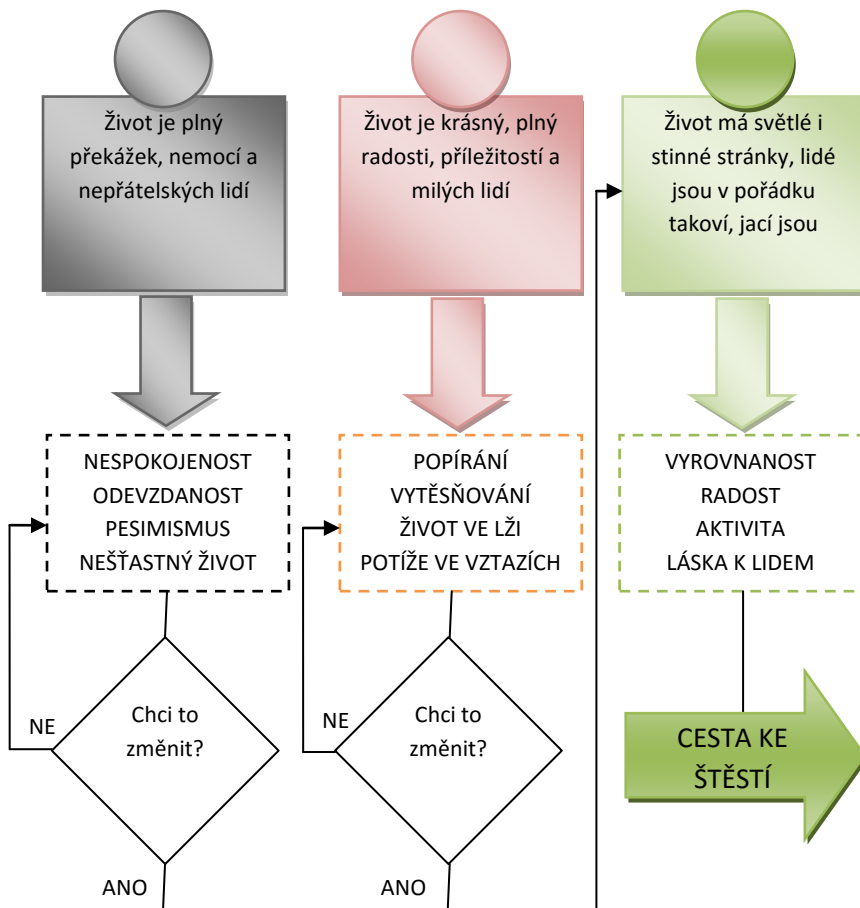 Život je plný
překážek, nemocí a
nepřátelských lidí
Život je krásný, plný
radosti, příležitostí a
milých lidí
Život má světlé i
stinné stránky, lidé
jsou v pořádku
takoví, jací jsou
NESPOKOJENOST
ODEVZDANOST
PESIMISMUS
NEŠŤASTNÝ ŽIVOT
POPÍRÁNÍ
VYTĚSŇOVÁNÍ
ŽIVOT VE LŽI
POTÍŽE VE VZTAZÍCH
VYROVNANOST
RADOST
AKTIVITA
LÁSKA K LIDEM
NE
Chci to
změnit?
ANO
NE
Chci to
změnit?
ANO
CESTA KE
ŠTĚSTÍ